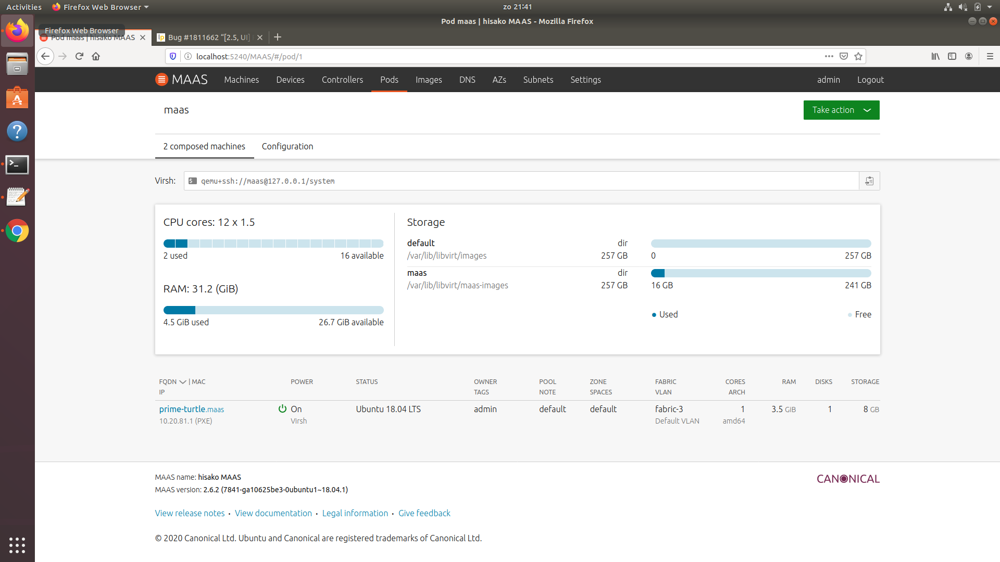 Activities
Firefox Web Browser
zo 21:41
Pod maas | hisako MAAS - Mozilla Firefox
Firefox Web Browser
Pod maas | hisako MAAS
Bug #1811662 “[2.5, UI]
localhost:5240/MAAS/#/pod/1
MAAS
Machines
Devices
Controllers
Pods
Images
DNS
AZs
Subnets
Settings
admin
Logout
maas
Take action
2 composed machines
Configuration
Virsh:
qemu+ssh://maas@127.0.0.1/system
CPU cores: 12 x 1.5
2 used
16 available
RAM: 31.2 (GiB)
4.5 GiB used
26.7 GiB available
Storage
default
dir
/var/lib/libvirt/images
257 GB
0
257 GB
maas
dir
/var/lib/libvirt/maas-images
257 GB
16 GB
241 GB
Used
Free
FQDN | MAC
IP
POWER
STATUS
OWNER
TAGS
POOL
NOTE
ZONE
SPACES
FABRIC
VLAN
CORES
ARCH
RAM
DISKS
STORAGE
prime-turtle.maas
10.20.81.1 (PXE)
On
Virsh
Ubuntu 18.04 LTS
admin
default
default
fabric-3
Default VLAN
1
amd64
3.5 GiB
1
8 GB
MAAS name: hisako MAAS
MAAS version: 2.6.2 (7841-ga10625be3-0ubuntu1~18.04.1)
CANONICAL
View release notes • View documentation • Legal information • Give feedback
© 2020 Canonical Ltd. Ubuntu and Canonical are registered trademarks of Canonical Ltd.